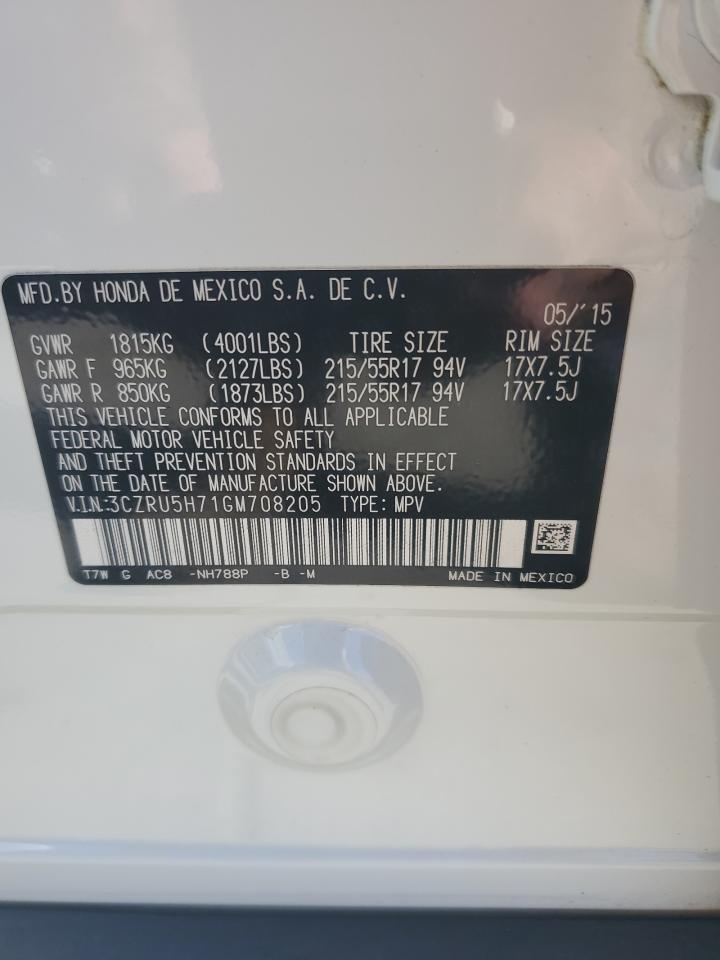 MFD.BY HONDA DE MEXICO S.A. DE C.V.
05/'15
GVWR 1815KG (4001LBS) TIRE SIZE RIM SIZE
GAWR F 965KG (2127LBS) 215/55R17 94V 17X7.5J
GAWR R 850KG (1873LBS) 215/55R17 94V 17X7.5J
THIS VEHICLE CONFORMS TO ALL APPLICABLE
FEDERAL MOTOR VEHICLE SAFETY
AND THEFT PREVENTION STANDARDS IN EFFECT
ON THE DATE OF MANUFACTURE SHOWN ABOVE.
V.I.N.:3CZRU5H71GM708205 TYPE: MPV
T7W G AC8 -NH788P -B -M MADE IN MEXICO